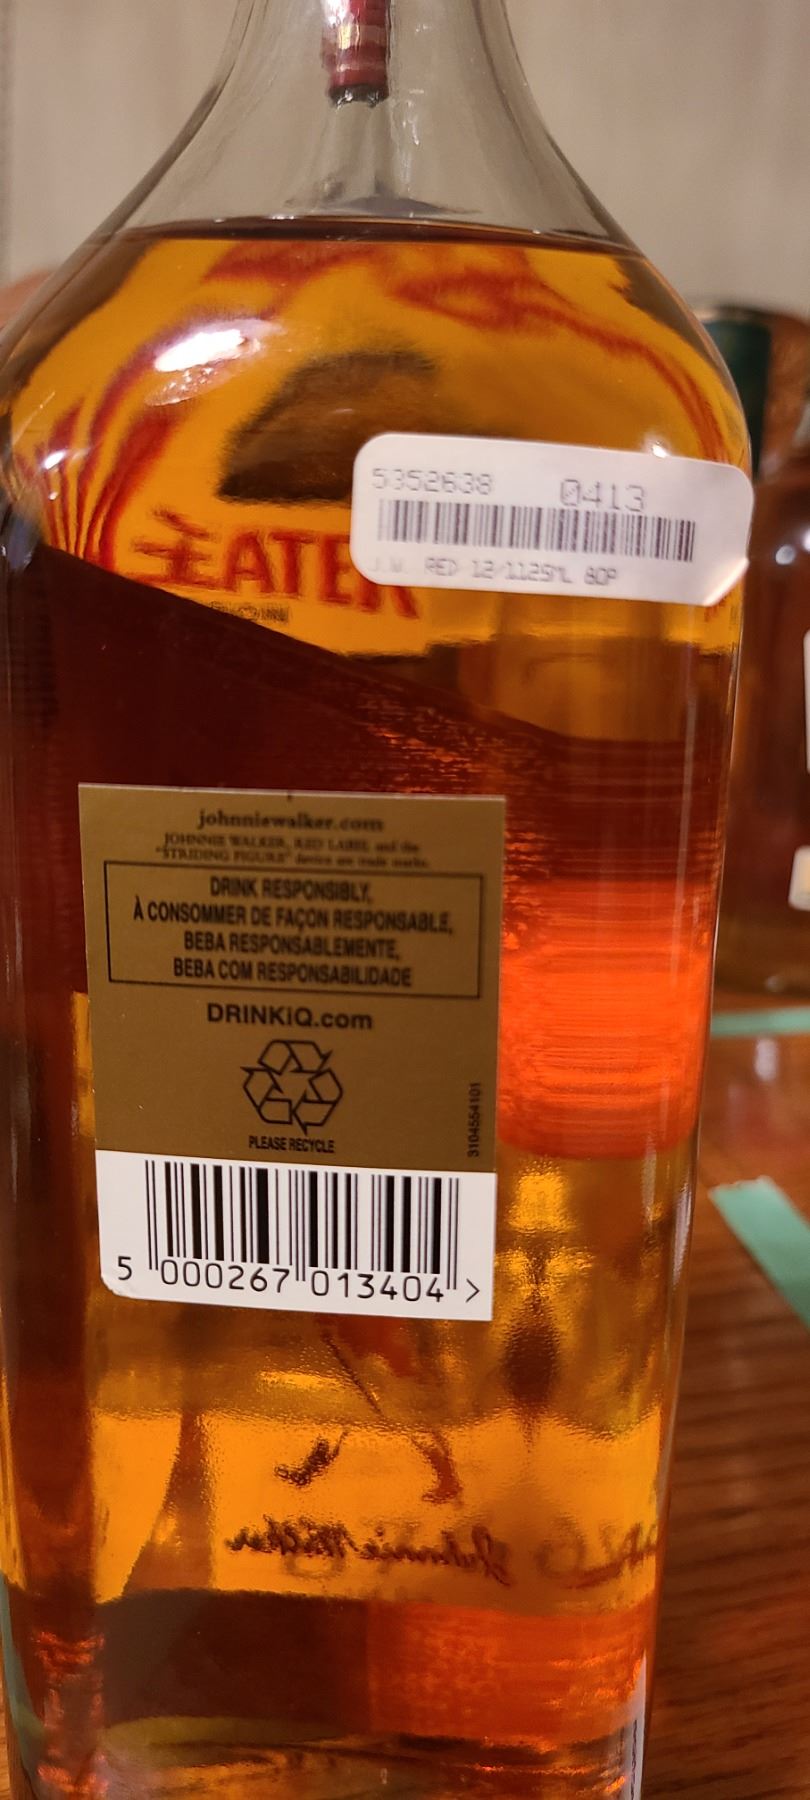 5352638 0413
J.W. RED 12/1125ML 80P
johnniewalker.com
JOHNNIE WALKER, RED LABEL and the
"STRIDING FIGURE" device are trade marks.
DRINK RESPONSIBLY,
À CONSOMMER DE FAÇON RESPONSABLE,
BEBA RESPONSABLEMENTE,
BEBA COM RESPONSABILIDADE
DRINKiQ.com
PLEASE RECYCLE
3104554101
5 000267 013404 >
Johnnie Walker